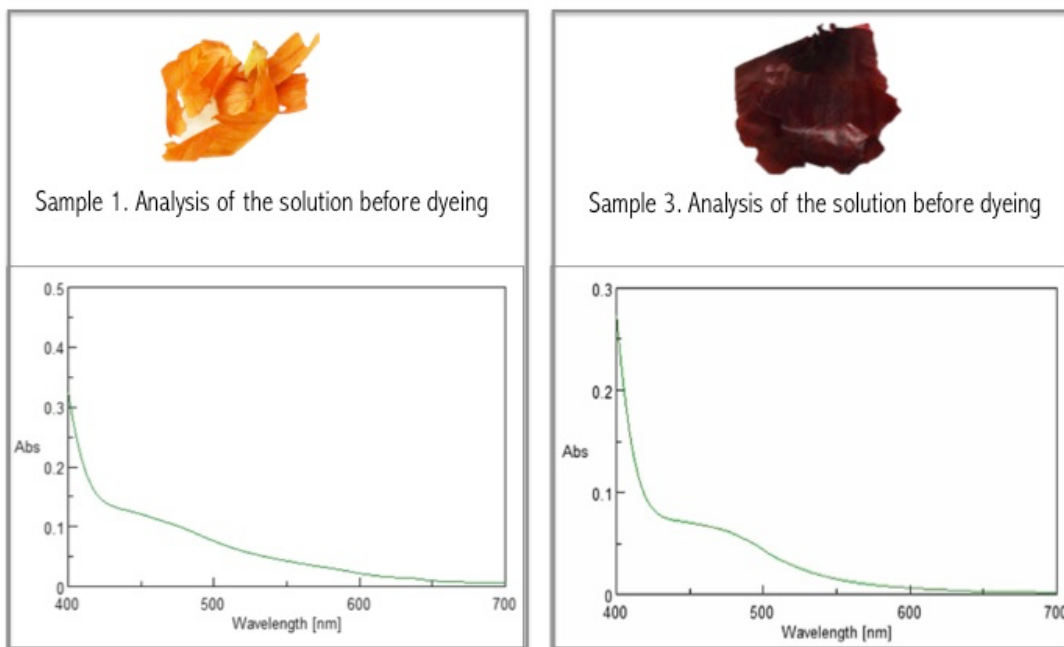 Sample 1. Analysis of the solution before dyeing
0.5
0.4
0.3
Abs
0.2
0.1
0
400 500 600 700
Wavelength [nm]
Sample 3. Analysis of the solution before dyeing
0.3
0.2
Abs
0.1
0
400 500 600 700
Wavelength [nm]